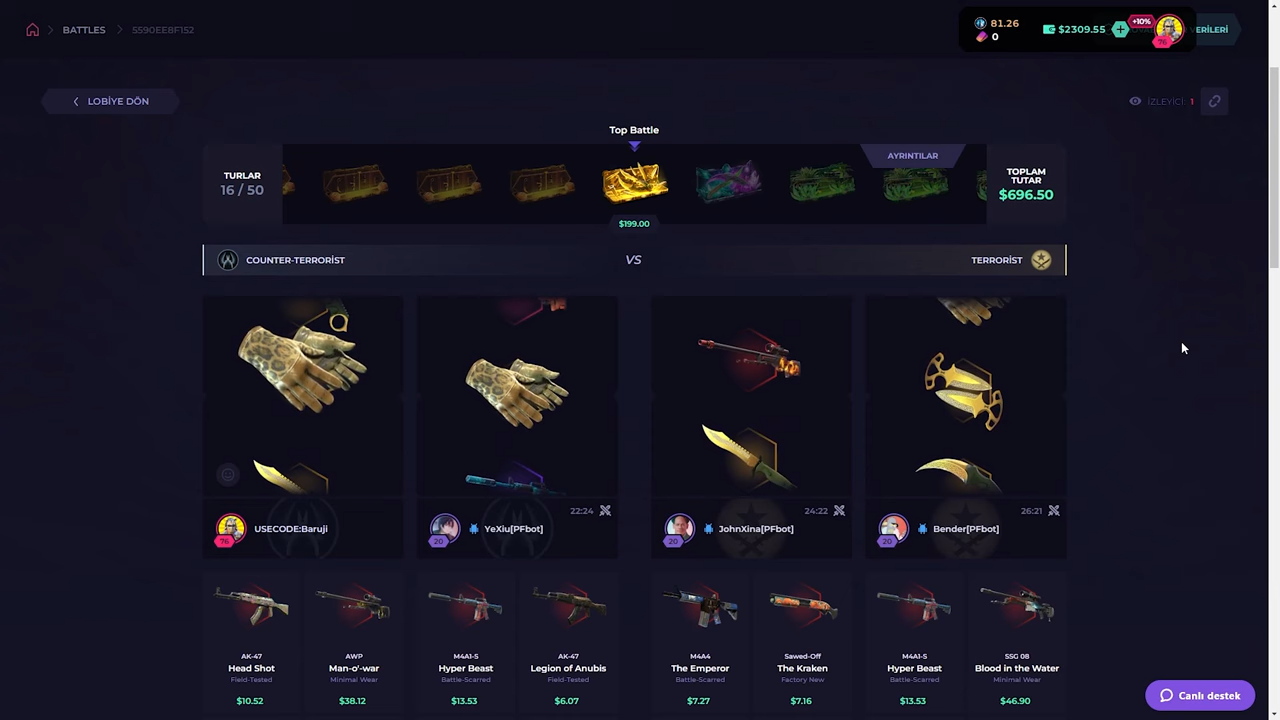 81.26
0
$2309.55
+10%
76
VERİLERİ
BATTLES
5590EE8F152
LOBİYE DÖN
İZLEYİCİ: 1
Top Battle
AYRINTILAR
TURLAR
16 / 50
TOPLAM
TUTAR
$696.50
$199.00
COUNTER-TERRORİST
VS
TERRORİST
USECODE:Baruji
76
22:24
YeXiu[PFbot]
20
24:22
JohnXina[PFbot]
20
26:21
Bender[PFbot]
20
AK-47
Head Shot
Field-Tested
$10.52
AWP
Man-o'-war
Minimal Wear
$38.12
M4A1-S
Hyper Beast
Battle-Scarred
$13.53
AK-47
Legion of Anubis
Field-Tested
$6.07
M4A4
The Emperor
Battle-Scarred
$7.27
Sawed-Off
The Kraken
Factory New
$7.16
M4A1-S
Hyper Beast
Battle-Scarred
$13.53
SSG 08
Blood in the Water
Minimal Wear
$46.90
Canlı destek